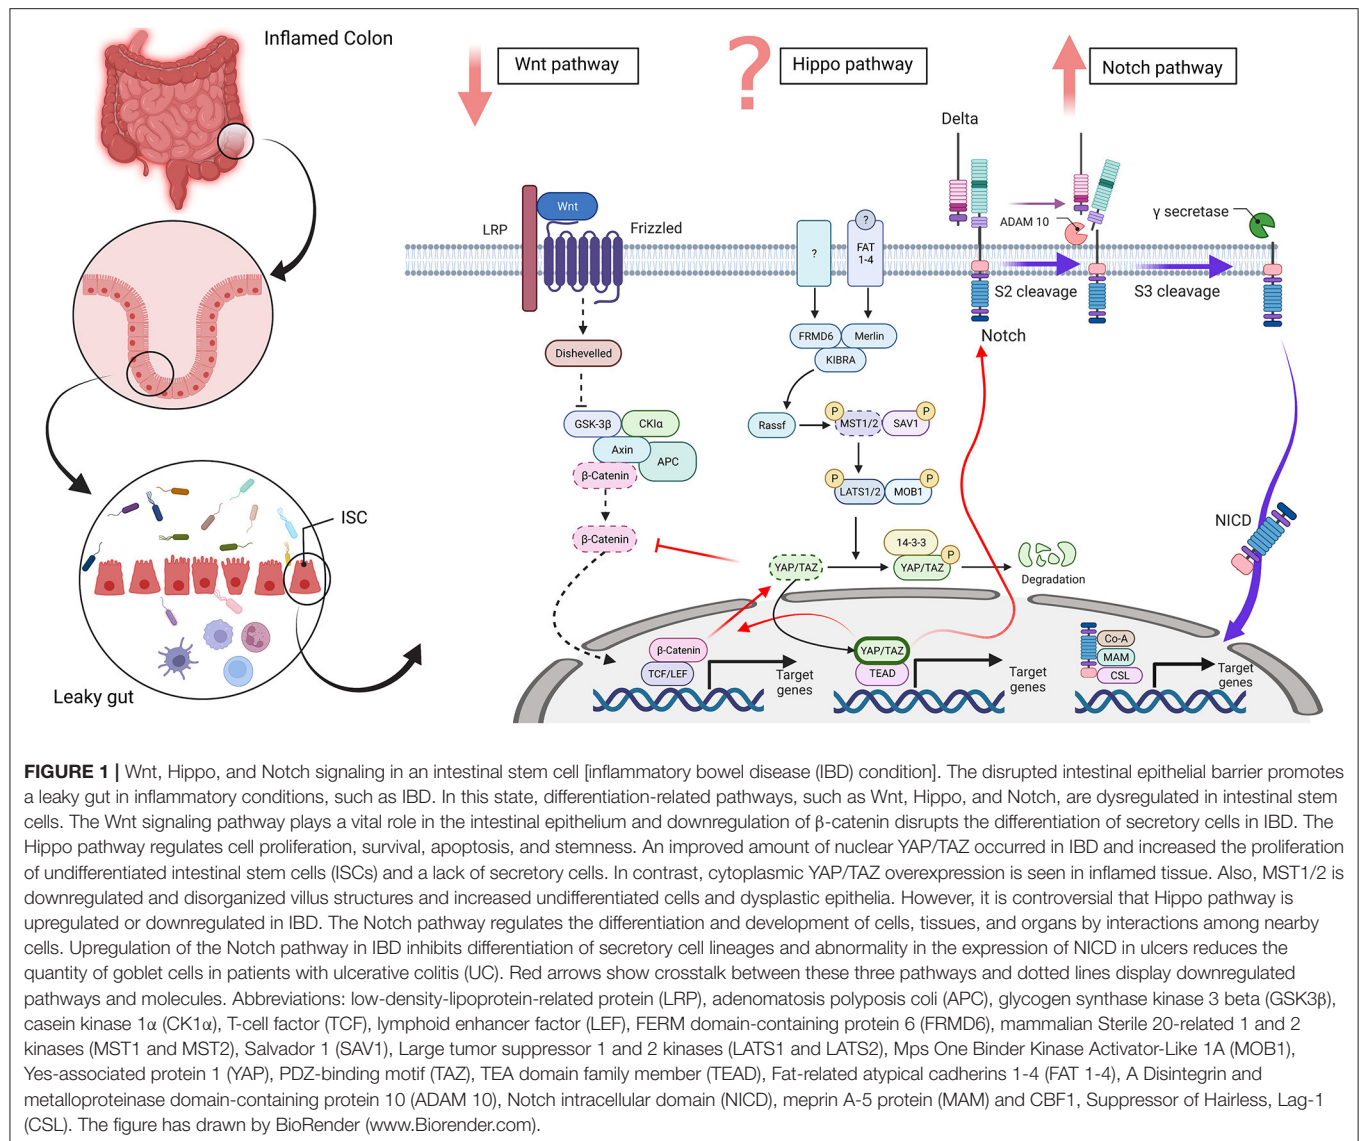 Inflamed Colon
Wnt pathway
Hippo pathway
Notch pathway
?
Delta
LRP
Wnt
Frizzled
?
?
FAT
1-4
ADAM 10
γ secretase
S2 cleavage
S3 cleavage
Notch
Dishevelled
FRMD6
Merlin
KIBRA
GSK-3β
CKIα
Axin
APC
β-Catenin
Rassf
P
MST1/2
SAV1
P
P
LATS1/2
MOB1
P
β-Catenin
14-3-3
P
YAP/TAZ
YAP/TAZ
Degradation
NICD
ISC
Leaky gut
β-Catenin
TCF/LEF
Target
genes
YAP/TAZ
TEAD
Target
genes
Co-A
MAM
CSL
Target
genes
FIGURE 1 | Wnt, Hippo, and Notch signaling in an intestinal stem cell [inflammatory bowel disease (IBD) condition]. The disrupted intestinal epithelial barrier promotes
a leaky gut in inflammatory conditions, such as IBD. In this state, differentiation-related pathways, such as Wnt, Hippo, and Notch, are dysregulated in intestinal stem
cells. The Wnt signaling pathway plays a vital role in the intestinal epithelium and downregulation of β-catenin disrupts the differentiation of secretory cells in IBD. The
Hippo pathway regulates cell proliferation, survival, apoptosis, and stemness. An improved amount of nuclear YAP/TAZ occurred in IBD and increased the proliferation
of undifferentiated intestinal stem cells (ISCs) and a lack of secretory cells. In contrast, cytoplasmic YAP/TAZ overexpression is seen in inflamed tissue. Also, MST1/2 is
downregulated and disorganized villus structures and increased undifferentiated cells and dysplastic epithelia. However, it is controversial that Hippo pathway is
upregulated or downregulated in IBD. The Notch pathway regulates the differentiation and development of cells, tissues, and organs by interactions among nearby
cells. Upregulation of the Notch pathway in IBD inhibits differentiation of secretory cell lineages and abnormality in the expression of NICD in ulcers reduces the
quantity of goblet cells in patients with ulcerative colitis (UC). Red arrows show crosstalk between these three pathways and dotted lines display downregulated
pathways and molecules. Abbreviations: low-density-lipoprotein-related protein (LRP), adenomatosis polyposis coli (APC), glycogen synthase kinase 3 beta (GSK3β),
casein kinase 1α (CK1α), T-cell factor (TCF), lymphoid enhancer factor (LEF), FERM domain-containing protein 6 (FRMD6), mammalian Sterile 20-related 1 and 2
kinases (MST1 and MST2), Salvador 1 (SAV1), Large tumor suppressor 1 and 2 kinases (LATS1 and LATS2), Mps One Binder Kinase Activator-Like 1A (MOB1),
Yes-associated protein 1 (YAP), PDZ-binding motif (TAZ), TEA domain family member (TEAD), Fat-related atypical cadherins 1-4 (FAT 1-4), A Disintegrin and
metalloproteinase domain-containing protein 10 (ADAM 10), Notch intracellular domain (NICD), meprin A-5 protein (MAM) and CBF1, Suppressor of Hairless, Lag-1
(CSL). The figure has drawn by BioRender (www.Biorender.com).